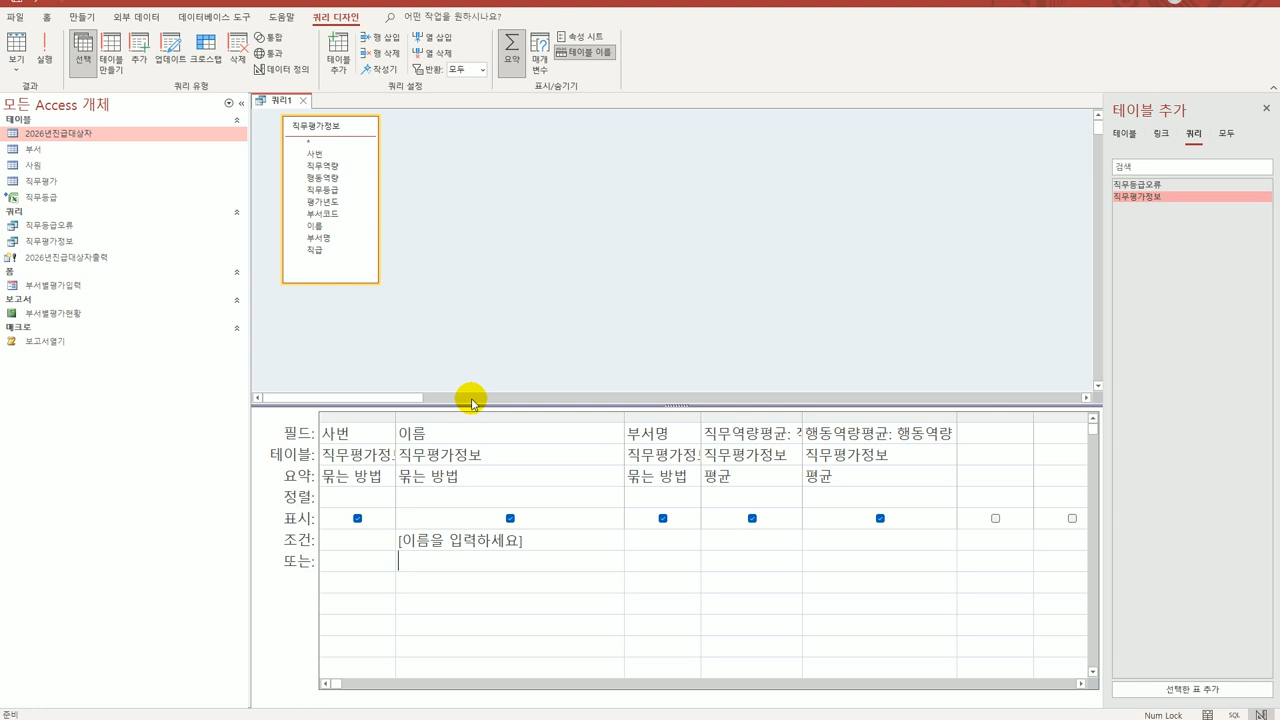 파일 홈 만들기 외부 데이터 데이터베이스 도구 도움말 쿼리 디자인 어떤 작업을 원하시나요?
보기
실행
결과
선택
테이블 만들기
추가
업데이트
크로스탭
삭제
통합
통과
데이터 정의
쿼리 유형
테이블 추가
행 삽입
행 삭제
작성기
열 삽입
열 삭제
반환: 모두
쿼리 설정
요약
매개 변수
속성 시트
테이블 이름
표시/숨기기
모든 Access 개체
테이블
2026년진급대상자
부서
사원
직무평가
직무등급
쿼리
직무등급오류
직무평가정보
2026년진급대상자출력
폼
부서별평가입력
보고서
부서별평가현황
매크로
보고서열기
쿼리1
직무평가정보
*
사번
직무역량
행동역량
직무등급
평가년도
부서코드
이름
부서명
직급
필드: 사번 이름 부서명 직무역량평균: 행동역량평균: 행동역량
테이블: 직무평가정보 직무평가정보 직무평가정보 직무평가정보 직무평가정보
요약: 묶는 방법 묶는 방법 묶는 방법 평균 평균
정렬:
표시:
조건: [이름을 입력하세요]
또는:
테이블 추가
테이블 링크 쿼리 모두
검색
직무등급오류
직무평가정보
선택한 표 추가
준비
Num Lock
SQL